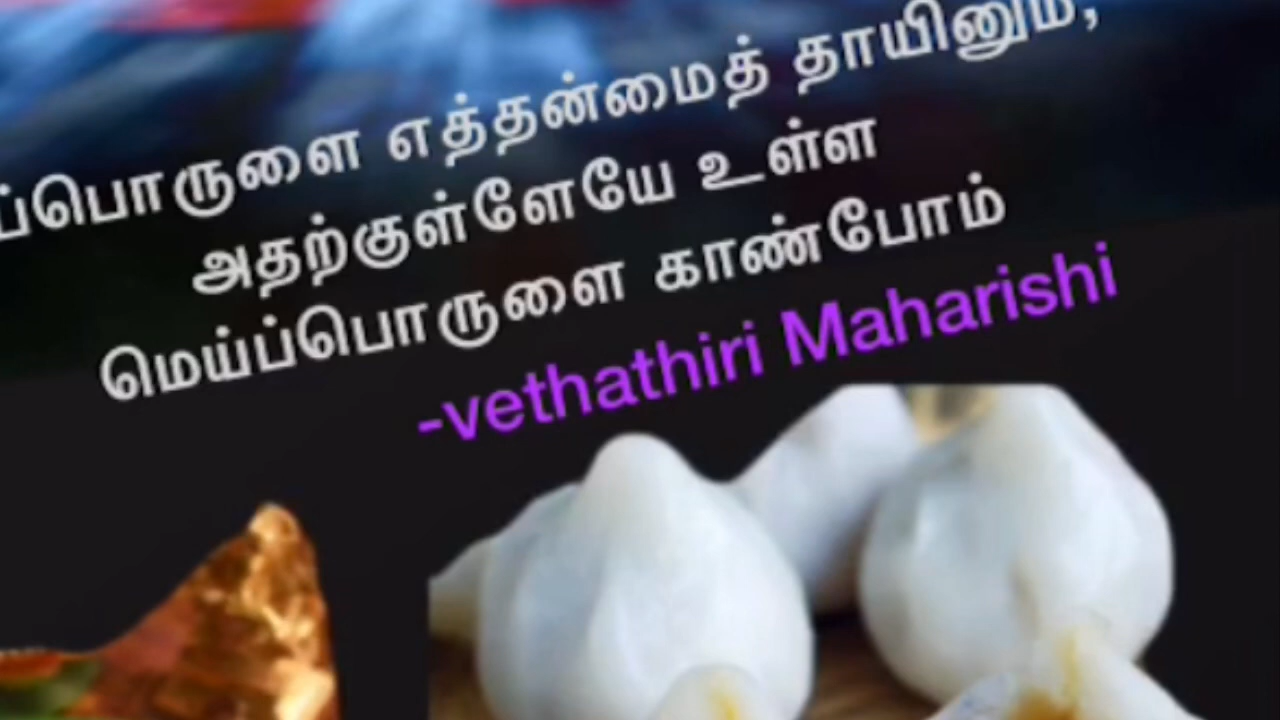 எத்தன்மைத் தாயினும்,
அதற்குள்ளேயே உள்ள
மெய்ப்பொருளை காண்போம்
-vethathiri Maharishi